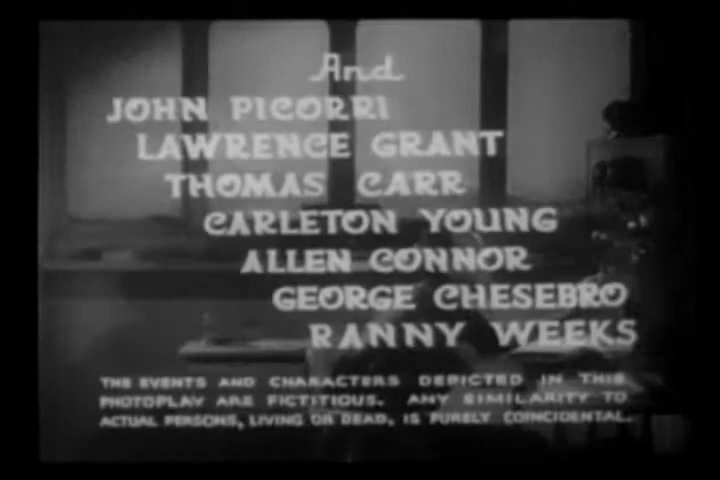 And
JOHN PICORRI
LAWRENCE GRANT
THOMAS CARR
CARLETON YOUNG
ALLEN CONNOR
GEORGE CHESEBRO
RANNY WEEKS
THE EVENTS AND CHARACTERS DEPICTED IN THIS
PHOTOPLAY ARE FICTITIOUS. ANY SIMILARITY TO
ACTUAL PERSONS, LIVING OR DEAD, IS PURELY COINCIDENTAL.